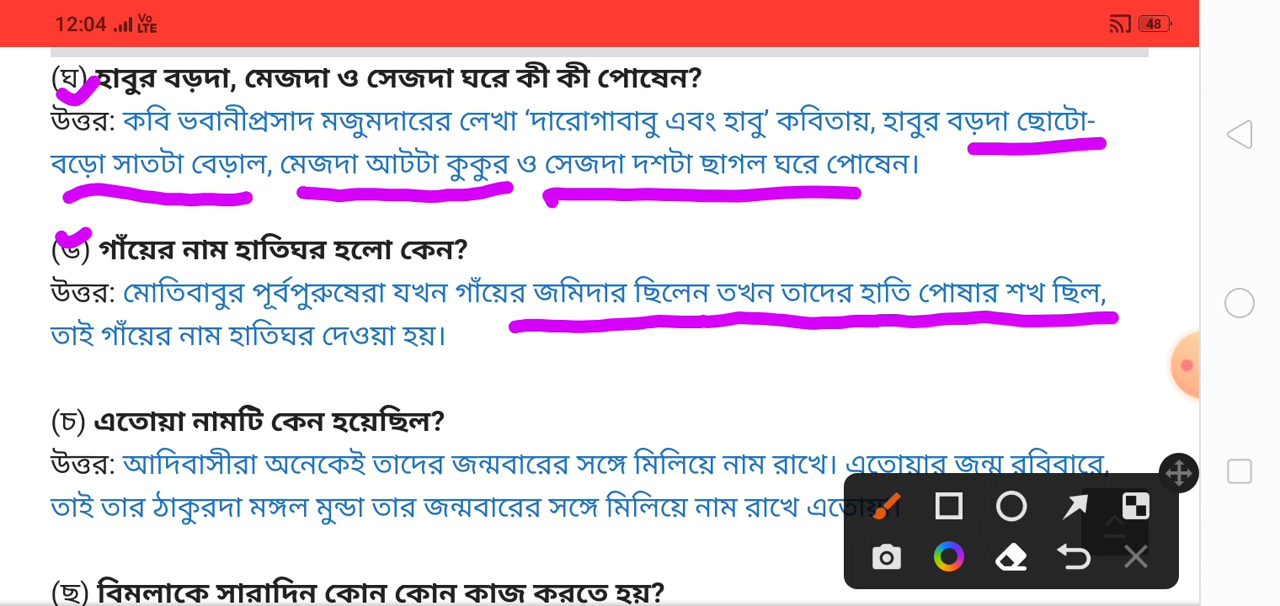 12:04 Vo LTE 48
(ঘ) হাবুর বড়দা, মেজদা ও সেজদা ঘরে কী কী পোষেন?
উত্তর: কবি ভবানীপ্রসাদ মজুমদারের লেখা ‘দারোগাবাবু এবং হাবু’ কবিতায়, হাবুর বড়দা ছোটো-
বড়ো সাতটা বেড়াল, মেজদা আটটা কুকুর ও সেজদা দশটা ছাগল ঘরে পোষেন।
(ঙ) গাঁয়ের নাম হাতিঘর হলো কেন?
উত্তর: মোতিবাবুর পূর্বপুরুষেরা যখন গাঁয়ের জমিদার ছিলেন তখন তাদের হাতি পোষার শখ ছিল,
তাই গাঁয়ের নাম হাতিঘর দেওয়া হয়।
(চ) এতোয়া নামটি কেন হয়েছিল?
উত্তর: আদিবাসীরা অনেকেই তাদের জন্মবারের সঙ্গে মিলিয়ে নাম রাখে। এতোয়ার জন্ম রবিবারে,
তাই তার ঠাকুরদা মঙ্গল মুন্ডা তার জন্মবারের সঙ্গে মিলিয়ে নাম রাখে এতোয়া।
(ছ) বিমলাকে সারাদিন কোন কোন কাজ করতে হয়?